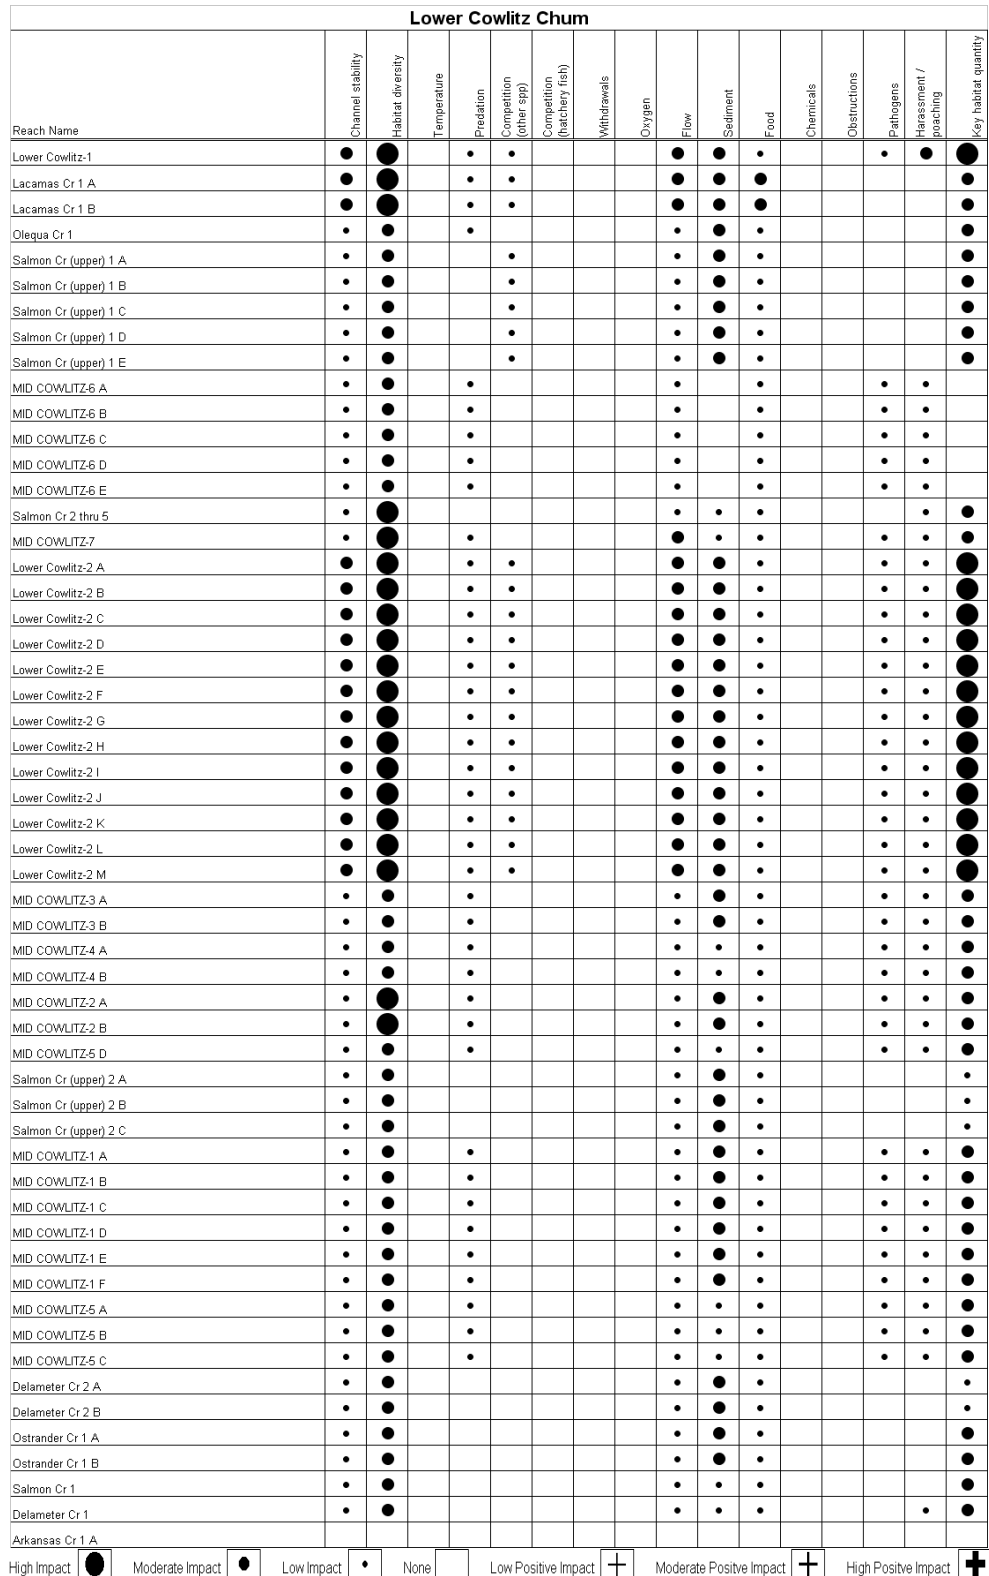 Lower Cowlitz Chum
Reach Name
Channel stability
Habitat diversity
Temperature
Predation
Competition
(other spp)
Competition
(hatchery fish)
Withdrawals
Oxygen
Flow
Sediment
Food
Chemicals
Obstructions
Pathogens
Harassment /
poaching
Key habitat quantity
Lower Cowlitz-1
Lacamas Cr 1 A
Lacamas Cr 1 B
Olequa Cr 1
Salmon Cr (upper) 1 A
Salmon Cr (upper) 1 B
Salmon Cr (upper) 1 C
Salmon Cr (upper) 1 D
Salmon Cr (upper) 1 E
MID COWLITZ-6 A
MID COWLITZ-6 B
MID COWLITZ-6 C
MID COWLITZ-6 D
MID COWLITZ-6 E
Salmon Cr 2 thru 5
MID COWLITZ-7
Lower Cowlitz-2 A
Lower Cowlitz-2 B
Lower Cowlitz-2 C
Lower Cowlitz-2 D
Lower Cowlitz-2 E
Lower Cowlitz-2 F
Lower Cowlitz-2 G
Lower Cowlitz-2 H
Lower Cowlitz-2 I
Lower Cowlitz-2 J
Lower Cowlitz-2 K
Lower Cowlitz-2 L
Lower Cowlitz-2 M
MID COWLITZ-3 A
MID COWLITZ-3 B
MID COWLITZ-4 A
MID COWLITZ-4 B
MID COWLITZ-2 A
MID COWLITZ-2 B
MID COWLITZ-5 D
Salmon Cr (upper) 2 A
Salmon Cr (upper) 2 B
Salmon Cr (upper) 2 C
MID COWLITZ-1 A
MID COWLITZ-1 B
MID COWLITZ-1 C
MID COWLITZ-1 D
MID COWLITZ-1 E
MID COWLITZ-1 F
MID COWLITZ-5 A
MID COWLITZ-5 B
MID COWLITZ-5 C
Delameter Cr 2 A
Delameter Cr 2 B
Ostrander Cr 1 A
Ostrander Cr 1 B
Salmon Cr 1
Delameter Cr 1
Arkansas Cr 1 A
High Impact Moderate Impact Low Impact None Low Positive Impact Moderate Positve Impact High Positve Impact